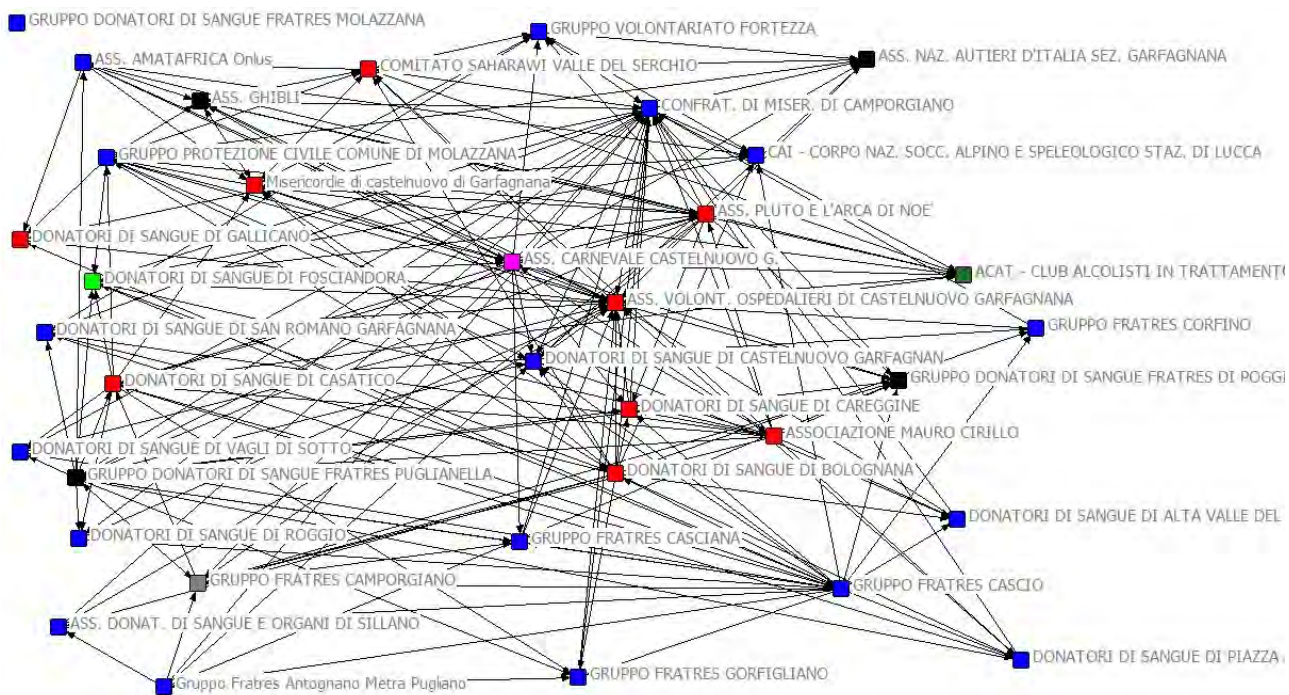 GRUPPO DONATORI DI SANGUE FRATRES MOLAZZANA
GRUPPO VOLONTARIATO FORTEZZA
ASS. AMATAFRICA Onlus
COMITATO SAHARAWI VALLE DEL SERCHIO
ASS. NAZ. AUTIERI D'ITALIA SEZ. GARFAGNANA
ASS. GHIBLI
CONFRAT. DI MISER. DI CAMPORGIANO
GRUPPO PROTEZIONE CIVILE COMUNE DI MOLAZZANA
CAI - CORPO NAZ. SOCC. ALPINO E SPELEOLOGICO STAZ. DI LUCCA
Misericordie di castelnuovo di Garfagnana
ASS. PLUTO E L'ARCA DI NOE'
DONATORI DI SANGUE DI GALLICANO
ASS. CARNEVALE CASTELNUOVO G.
DONATORI DI SANGUE DI FOSCIANDORA
ACAT - CLUB ALCOLISTI IN TRATTAMENTO
ASS. VOLONT. OSPEDALIERI DI CASTELNUOVO GARFAGNANA
DONATORI DI SANGUE DI SAN ROMANO GARFAGNANA
GRUPPO FRATRES CORFINO
DONATORI DI SANGUE DI CASTELNUOVO GARFAGNAN
DONATORI DI SANGUE DI CASATICO
GRUPPO DONATORI DI SANGUE FRATRES DI POGGI
DONATORI DI SANGUE DI CAREGGINE
ASSOCIAZIONE MAURO CIRILLO
DONATORI DI SANGUE DI VAGLI DI SOTTO
GRUPPO DONATORI DI SANGUE FRATRES PUGLIANELLA
DONATORI DI SANGUE DI BOLOGNANA
DONATORI DI SANGUE DI ALTA VALLE DEL
DONATORI DI SANGUE DI ROGGIO
GRUPPO FRATRES CASCIANA
GRUPPO FRATRES CAMPORGIANO
GRUPPO FRATRES CASCIO
ASS. DONAT. DI SANGUE E ORGANI DI SILLANO
DONATORI DI SANGUE DI PIAZZA
GRUPPO FRATRES GORFIGLIANO
Gruppo Fratres Antognano Metra Pugliano